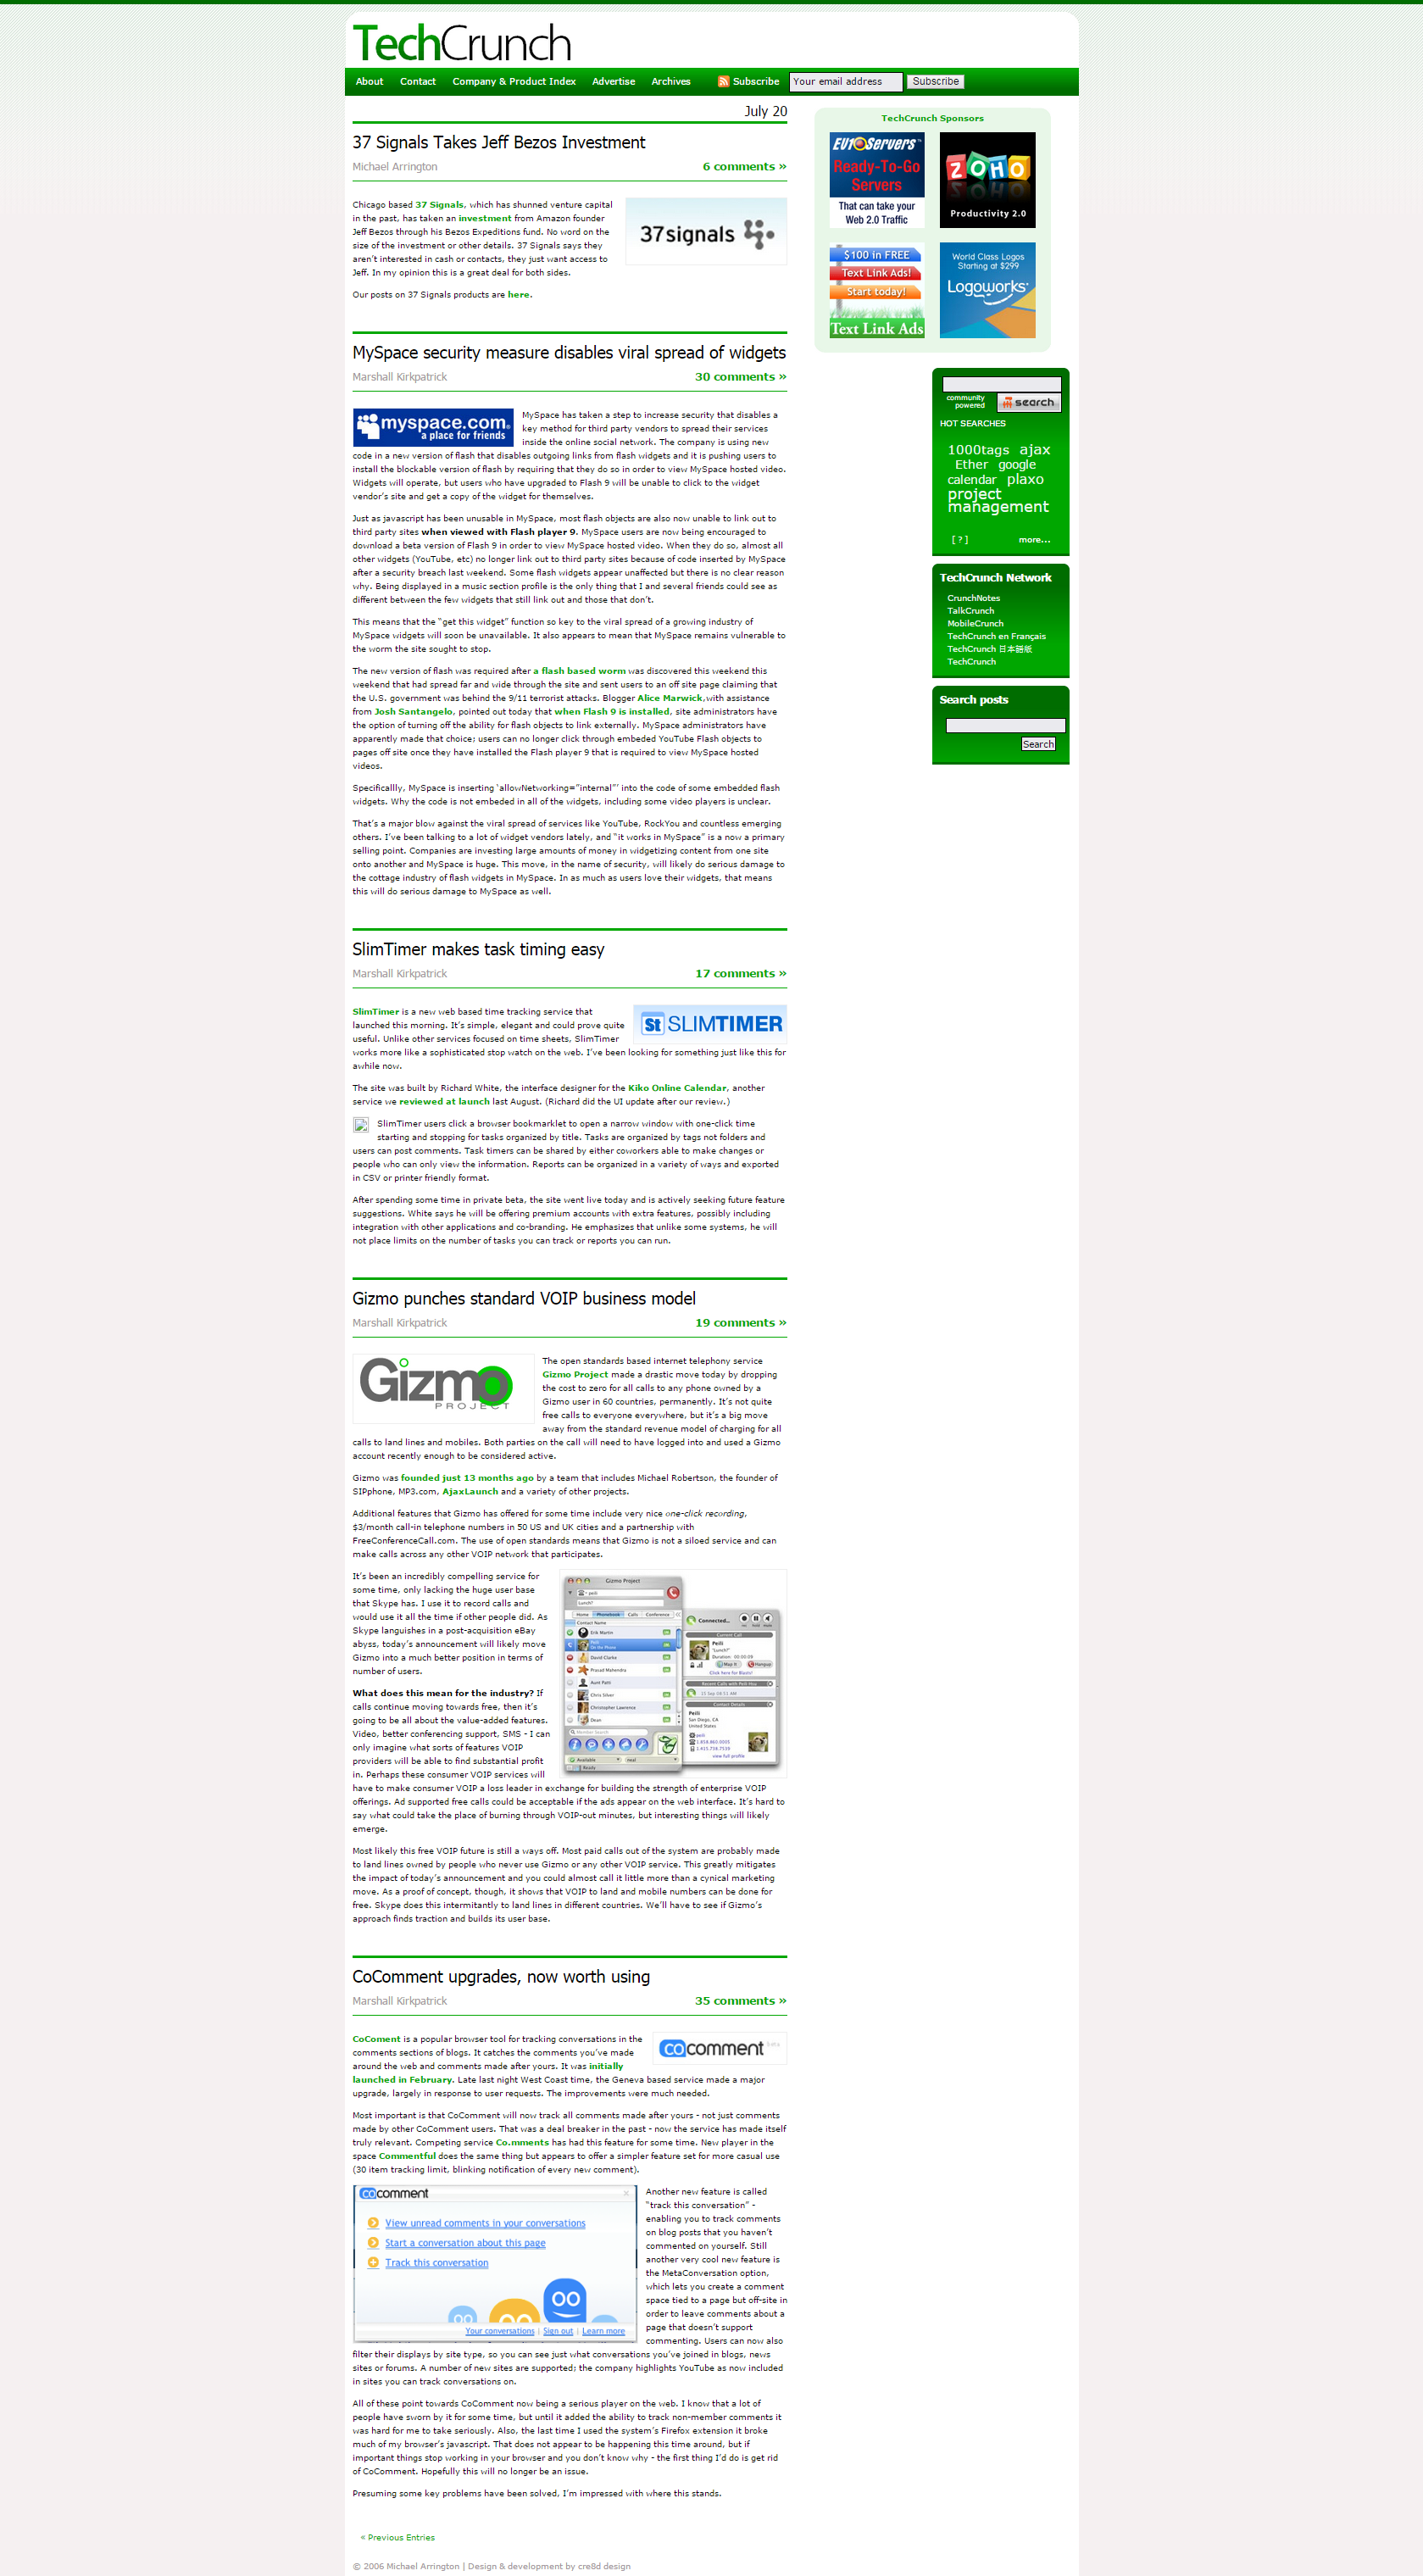 TechCrunch
About Contact Company & Product Index Advertise Archives Subscribe Your email address Subscribe
July 20
37 Signals Takes Jeff Bezos Investment
Michael Arrington 6 comments »
37signals
Chicago based 37 Signals, which has shunned venture capital
in the past, has taken an investment from Amazon founder
Jeff Bezos through his Bezos Expeditions fund. No word on the
size of the investment or other details. 37 Signals says they
aren't interested in cash or contacts, they just want access to
Jeff. In my opinion this is a great deal for both sides.
Our posts on 37 Signals products are here.
MySpace security measure disables viral spread of widgets
Marshall Kirkpatrick 30 comments »
myspace.com
a place for friends
MySpace has taken a step to increase security that disables a
key method for third party vendors to spread their services
inside the online social network. The company is using new
code in a new version of flash that disables outgoing links from flash widgets and it is pushing users to
install the blockable version of flash by requiring that they do so in order to view MySpace hosted video.
Widgets will operate, but users who have upgraded to Flash 9 will be unable to click to the widget
vendor's site and get a copy of the widget for themselves.
Just as javascript has been unusable in MySpace, most flash objects are also now unable to link out to
third party sites when viewed with Flash player 9. MySpace users are now being encouraged to
download a beta version of Flash 9 in order to view MySpace hosted video. When they do so, almost all
other widgets (YouTube, etc) no longer link out to third party sites because of code inserted by MySpace
after a security breach last weekend. Some flash widgets appear unaffected but there is no clear reason
why. Being displayed in a music section profile is the only thing that I and several friends could see as
different between the few widgets that still link out and those that don't.
This means that the "get this widget" function so key to the viral spread of a growing industry of
MySpace widgets will soon be unavailable. It also appears to mean that MySpace remains vulnerable to
the worm the site sought to stop.
The new version of flash was required after a flash based worm was discovered this weekend this
weekend that had spread far and wide through the site and sent users to an off site page claiming that
the U.S. government was behind the 9/11 terrorist attacks. Blogger Alice Marwick,with assistance
from Josh Santangelo, pointed out today that when Flash 9 is installed, site administrators have
the option of turning off the ability for flash objects to link externally. MySpace administrators have
apparently made that choice; users can no longer click through embeded YouTube Flash objects to
pages off site once they have installed the Flash player 9 that is required to view MySpace hosted
videos.
Specifically, MySpace is inserting 'allowNetworking="internal"' into the code of some embedded flash
widgets. Why the code is not embeded in all of the widgets, including some video players is unclear.
That's a major blow against the viral spread of services like YouTube, RockYou and countless emerging
others. I've been talking to a lot of widget vendors lately, and "it works in MySpace" is a now a primary
selling point. Companies are investing large amounts of money in widgetizing content from one site
onto another and MySpace is huge. This move, in the name of security, will likely do serious damage to
the cottage industry of flash widgets in MySpace. In as much as users love their widgets, that means
this will do serious damage to MySpace as well.
SlimTimer makes task timing easy
Marshall Kirkpatrick 17 comments »
St SLIMTIMER
SlimTimer is a new web based time tracking service that
launched this morning. It's simple, elegant and could prove quite
useful. Unlike other services focused on time sheets, SlimTimer
works more like a sophisticated stop watch on the web. I've been looking for something just like this for
awhile now.
The site was built by Richard White, the interface designer for the Kiko Online Calendar, another
service we reviewed at launch last August. (Richard did the UI update after our review.)
SlimTimer users click a browser bookmarklet to open a narrow window with one-click time
starting and stopping for tasks organized by title. Tasks are organized by tags not folders and
users can post comments. Task timers can be shared by either coworkers able to make changes or
people who can only view the information. Reports can be organized in a variety of ways and exported
in CSV or printer friendly format.
After spending some time in private beta, the site went live today and is actively seeking future feature
suggestions. White says he will be offering premium accounts with extra features, possibly including
integration with other applications and co-branding. He emphasizes that unlike some systems, he will
not place limits on the number of tasks you can track or reports you can run.
Gizmo punches standard VOIP business model
Marshall Kirkpatrick 19 comments »
Gizmo
PROJECT
The open standards based internet telephony service
Gizmo Project made a drastic move today by dropping
the cost to zero for all calls to any phone owned by a
Gizmo user in 60 countries, permanently. It's not quite
free calls to everyone everywhere, but it's a big move
away from the standard revenue model of charging for all
calls to land lines and mobiles. Both parties on the call will need to have logged into and used a Gizmo
account recently enough to be considered active.
Gizmo was founded just 13 months ago by a team that includes Michael Robertson, the founder of
SIPphone, MP3.com, AjaxLaunch and a variety of other projects.
Additional features that Gizmo has offered for some time include very nice one-click recording,
$3/month call-in telephone numbers in 50 US and UK cities and a partnership with
FreeConferenceCall.com. The use of open standards means that Gizmo is not a siloed service and can
make calls across any other VOIP network that participates.
It's been an incredibly compelling service for
some time, only lacking the huge user base
that Skype has. I use it to record calls and
would use it all the time if other people did. As
Skype languishes in a post-acquisition eBay
abyss, today's announcement will likely move
Gizmo into a much better position in terms of
number of users.
What does this mean for the industry? If
calls continue moving towards free, then it's
going to be all about the value-added features.
Video, better conferencing support, SMS - I can
only imagine what sorts of features VOIP
providers will be able to find substantial profit
in. Perhaps these consumer VOIP services will
have to make consumer VOIP a loss leader in exchange for building the strength of enterprise VOIP
offerings. Ad supported free calls could be acceptable if the ads appear on the web interface. It's hard to
say what could take the place of burning through VOIP-out minutes, but interesting things will likely
emerge.
Gizmo Project
peili
Lunch?
Home Phonebook Calls Conference
Contact Name
Erik Martin
Peili
On the Phone
David Clarke
Prasad Mahendra
Aunt Patti
Chris Silver
Christopher Lawrence
Dean
Member Search
Available real
Ready
Connected...
Current Call
Peili
"Lunch?"
Duration: 00:00:09
Map It Hangup
Click here for Blasts!
15 Sep 08:51 AM
Contact Details
Peili
San Diego, CA
United States
peili
view full profile
Most likely this free VOIP future is still a ways off. Most paid calls out of the system are probably made
to land lines owned by people who never use Gizmo or any other VOIP service. This greatly mitigates
the impact of today's announcement and you could almost call it little more than a cynical marketing
move. As a proof of concept, though, it shows that VOIP to land and mobile numbers can be done for
free. Skype does this intermitantly to land lines in different countries. We'll have to see if Gizmo's
approach finds traction and builds its user base.
CoComment upgrades, now worth using
Marshall Kirkpatrick 35 comments »
cocomment beta
CoComent is a popular browser tool for tracking conversations in the
comments sections of blogs. It catches the comments you've made
around the web and comments made after yours. It was initially
launched in February. Late last night West Coast time, the Geneva based service made a major
upgrade, largely in response to user requests. The improvements were much needed.
Most important is that CoComment will now track all comments made after yours - not just comments
made by other CoComment users. That was a deal breaker in the past - now the service has made itself
truly relevant. Competing service Co.mments has had this feature for some time. New player in the
space Commentful does the same thing but appears to offer a simpler feature set for more casual use
(30 item tracking limit, blinking notification of every new comment).
cocomment
View unread comments in your conversations
Start a conversation about this page
Track this conversation
Your conversations | Sign out | Learn more
Another new feature is called
"track this conversation" -
enabling you to track comments
on blog posts that you haven't
commented on yourself. Still
another very cool new feature is
the MetaConversation option,
which lets you create a comment
space tied to a page but off-site in
order to leave comments about a
page that doesn't support
commenting. Users can now also
filter their displays by site type, so you can see just what conversations you've joined in blogs, news
sites or forums. A number of new sites are supported; the company highlights YouTube as now included
in sites you can track conversations on.
All of these point towards CoComment now being a serious player on the web. I know that a lot of
people have sworn by it for some time, but until it added the ability to track non-member comments it
was hard for me to take seriously. Also, the last time I used the system's Firefox extension it broke
much of my browser's javascript. That does not appear to be happening this time around, but if
important things stop working in your browser and you don't know why - the first thing I'd do is get rid
of CoComment. Hopefully this will no longer be an issue.
Presuming some key problems have been solved, I'm impressed with where this stands.
« Previous Entries
© 2006 Michael Arrington | Design & development by cre8d design
TechCrunch Sponsors
EV1SERVERS
Ready-To-Go
Servers
That can take your
Web 2.0 Traffic
ZOHO
Productivity 2.0
$100 in FREE
Text Link Ads!
Start today!
Text Link Ads
World Class Logos
Starting at $299
Logoworks
community
powered
search
HOT SEARCHES
1000tags ajax
Ether google
calendar plaxo
project
management
[ ? ] more...
TechCrunch Network
CrunchNotes
TalkCrunch
MobileCrunch
TechCrunch en Français
TechCrunch 日本語版
TechCrunch
Search posts
Search